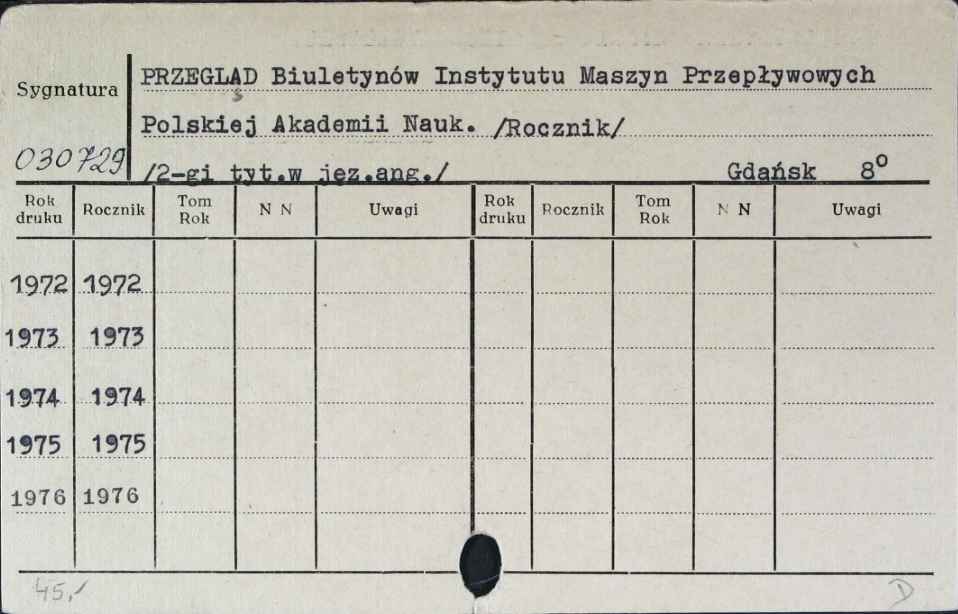 PRZEGLĄD Biuletynów Instytutu Maszyn Przepływowych
Sygnatura
Polskiej Akademii Nauk. /Rocznik/
030729
/2-gi tyt.w jęz.ang./ Gdańsk 8°
Rok druku Rocznik Tom Rok N N Uwagi Rok druku Rocznik Tom Rok N N Uwagi
1972 1972
1973 1973
1974 1974
1975 1975
1976 1976
45,- D